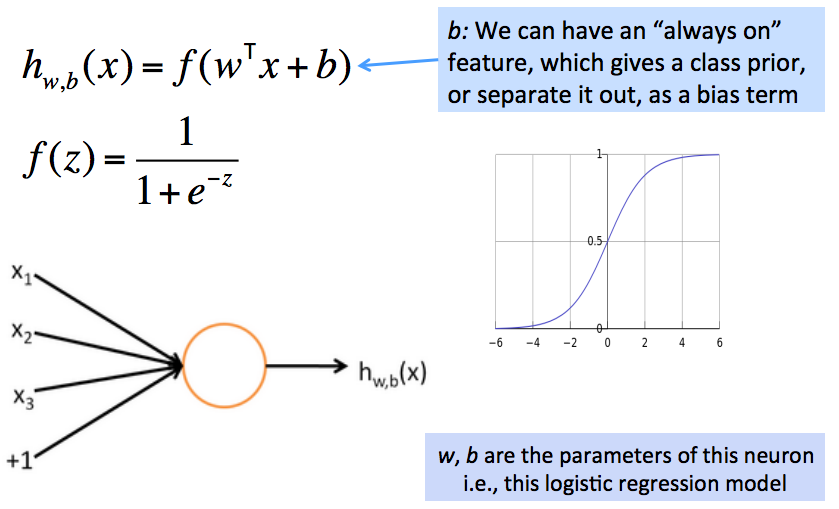 h_{w,b}(x) = f(w^T x + b)
b: We can have an “always on”
feature, which gives a class prior,
or separate it out, as a bias term
f(z) = \frac{1}{1+e^{-z}}
1
0.5
0
-6 -4 -2 0 2 4 6
x_1
x_2
x_3
+1
h_{w,b}(x)
w, b are the parameters of this neuron
i.e., this logistic regression model